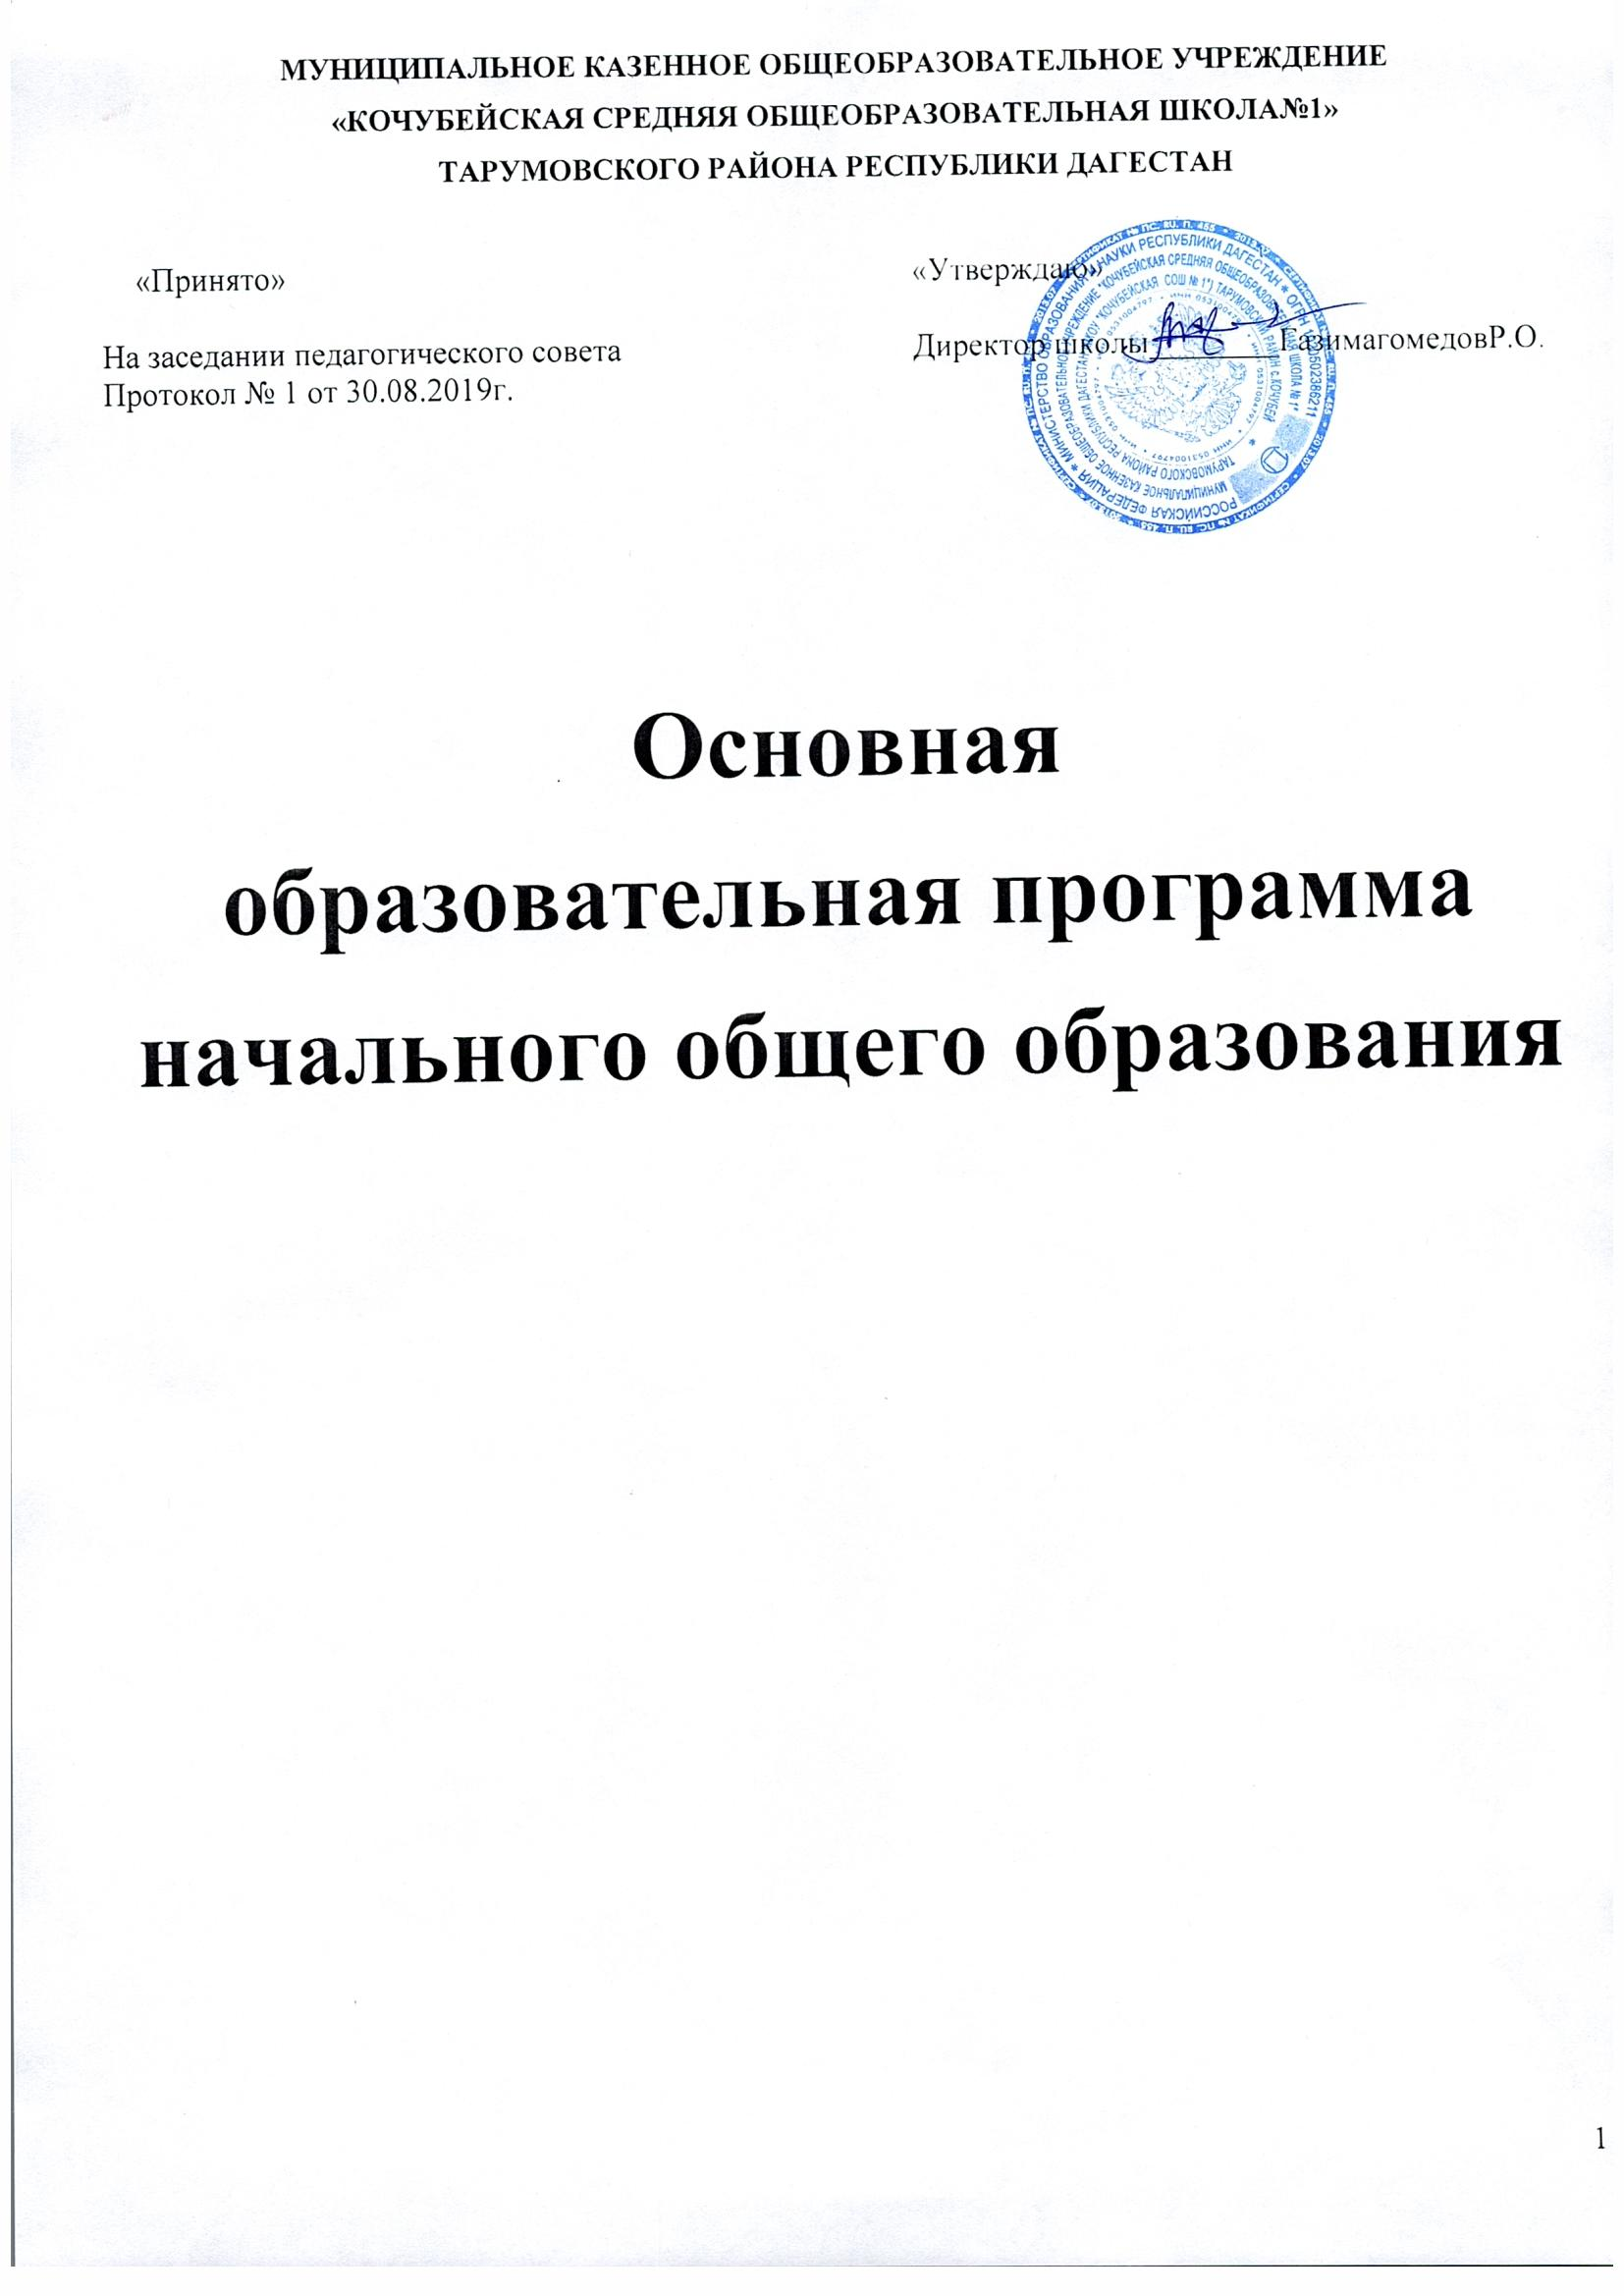 МУНИЦИПАЛЬНОЕ КАЗЕННОЕ ОБЩЕОБРАЗОВАТЕЛЬНОЕ УЧРЕЖДЕНИЕ
«КОЧУБЕЙСКАЯ СРЕДНЯЯ ОБЩЕОБРАЗОВАТЕЛЬНАЯ ШКОЛА№1»
ТАРУМОВСКОГО РАЙОНА РЕСПУБЛИКИ ДАГЕСТАН
«Принято»
«Утверждаю»
На заседании педагогического совета
Директор школы ГазимагомедовР.О.
Протокол № 1 от 30.08.2019г.
Основная
образовательная программа
начального общего образования
1